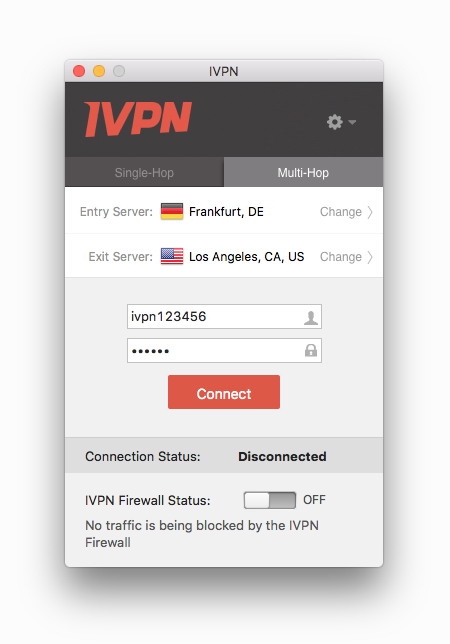 IVPN
IVPN
Single-Hop Multi-Hop
Entry Server: Frankfurt, DE Change
Exit Server: Los Angeles, CA, US Change
ivpn123456
••••••
Connect
Connection Status: Disconnected
IVPN Firewall Status: OFF
No traffic is being blocked by the IVPN
Firewall